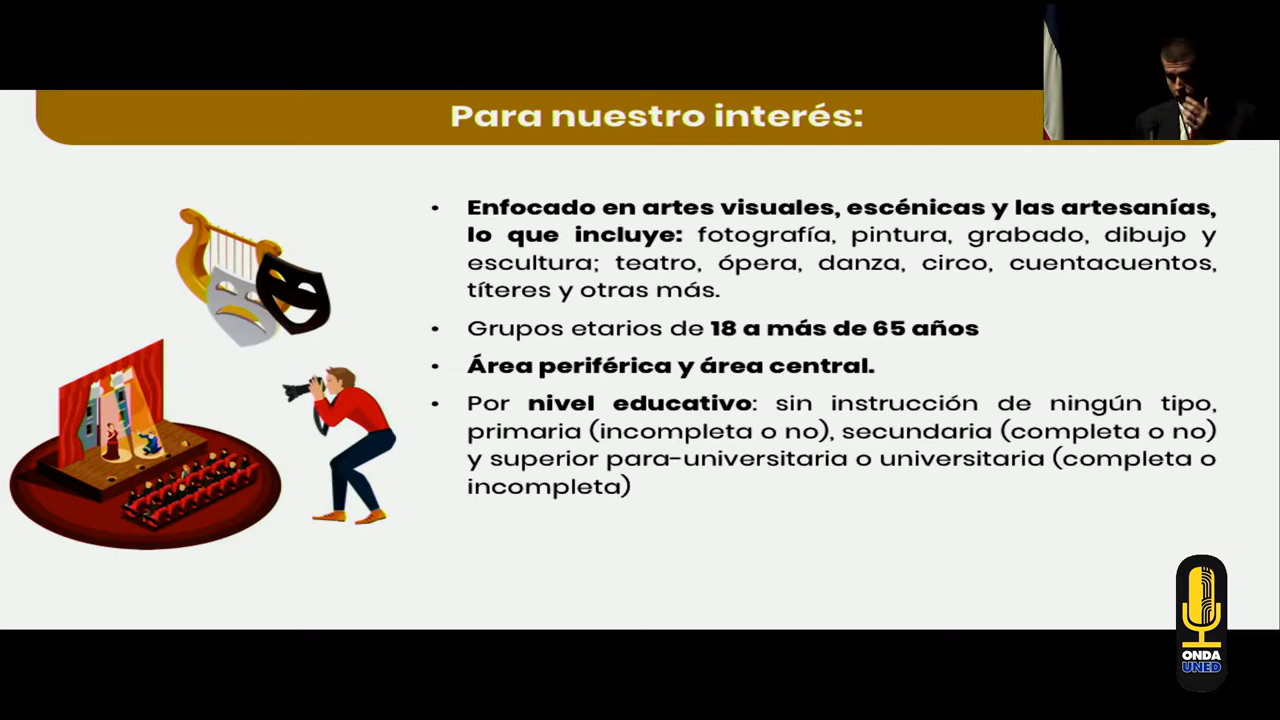 Para nuestro interés:
• Enfocado en artes visuales, escénicas y las artesanías,
lo que incluye: fotografía, pintura, grabado, dibujo y
escultura; teatro, ópera, danza, circo, cuentacuentos,
títeres y otras más.
• Grupos etarios de 18 a más de 65 años
• Área periférica y área central.
• Por nivel educativo: sin instrucción de ningún tipo,
primaria (incompleta o no), secundaria (completa o no)
y superior para-universitaria o universitaria (completa o
incompleta)
ONDA
UNED